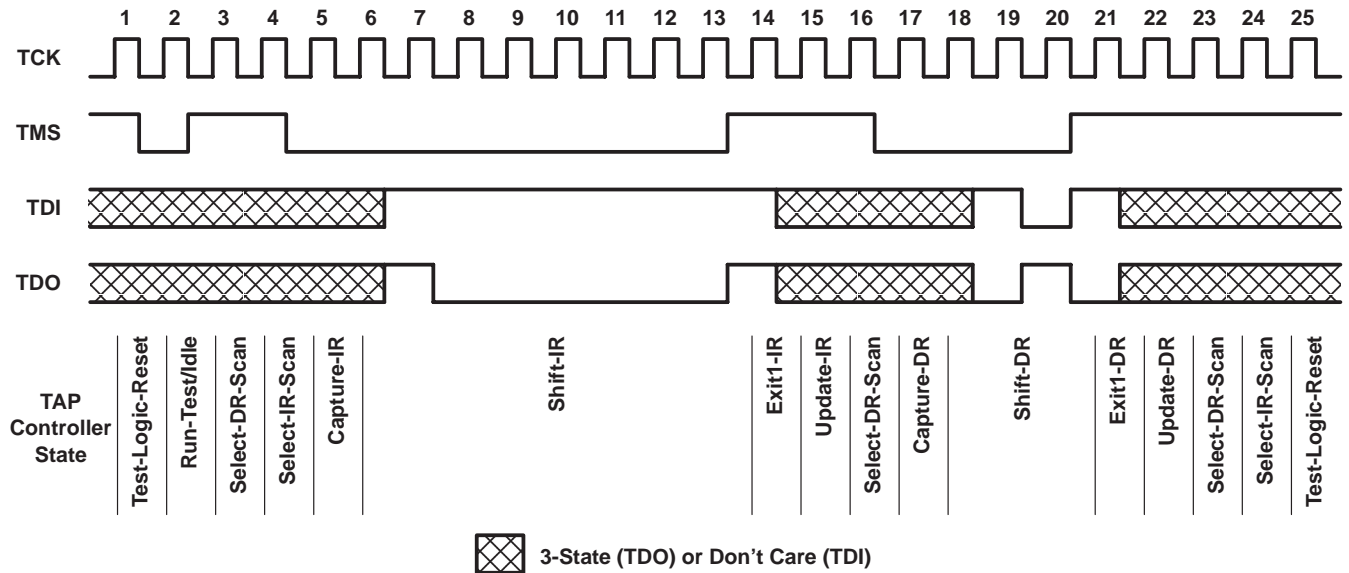 1 2 3 4 5 6 7 8 9 10 11 12 13 14 15 16 17 18 19 20 21 22 23 24 25
TCK
TMS
TDI
TDO
TAP
Controller
State
Test-Logic-Reset
Run-Test/Idle
Select-DR-Scan
Select-IR-Scan
Capture-IR
Shift-IR
Exit1-IR
Update-IR
Select-DR-Scan
Capture-DR
Shift-DR
Exit1-DR
Update-DR
Select-DR-Scan
Select-IR-Scan
Test-Logic-Reset
3-State (TDO) or Don't Care (TDI)